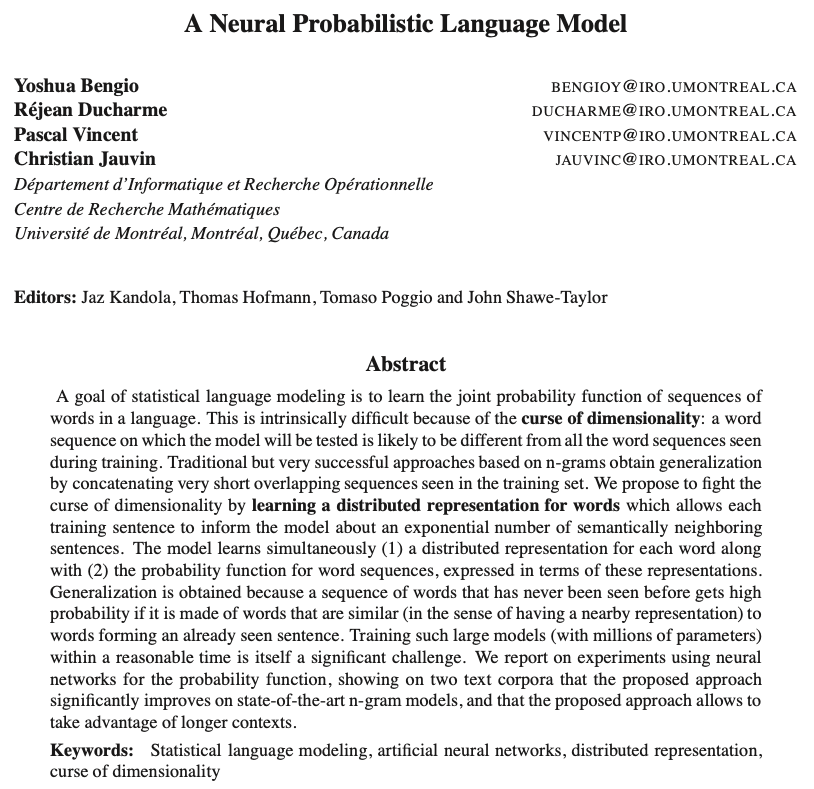 A Neural Probabilistic Language Model
Yoshua Bengio BENGIOY@IRO.UMONTREAL.CA
Réjean Ducharme DUCHARME@IRO.UMONTREAL.CA
Pascal Vincent VINCENTP@IRO.UMONTREAL.CA
Christian Jauvin JAUVINC@IRO.UMONTREAL.CA
Département d'Informatique et Recherche Opérationnelle
Centre de Recherche Mathématiques
Université de Montréal, Montréal, Québec, Canada
Editors: Jaz Kandola, Thomas Hofmann, Tomaso Poggio and John Shawe-Taylor
Abstract
A goal of statistical language modeling is to learn the joint probability function of sequences of
words in a language. This is intrinsically difficult because of the curse of dimensionality: a word
sequence on which the model will be tested is likely to be different from all the word sequences seen
during training. Traditional but very successful approaches based on n-grams obtain generalization
by concatenating very short overlapping sequences seen in the training set. We propose to fight the
curse of dimensionality by learning a distributed representation for words which allows each
training sentence to inform the model about an exponential number of semantically neighboring
sentences. The model learns simultaneously (1) a distributed representation for each word along
with (2) the probability function for word sequences, expressed in terms of these representations.
Generalization is obtained because a sequence of words that has never been seen before gets high
probability if it is made of words that are similar (in the sense of having a nearby representation) to
words forming an already seen sentence. Training such large models (with millions of parameters)
within a reasonable time is itself a significant challenge. We report on experiments using neural
networks for the probability function, showing on two text corpora that the proposed approach
significantly improves on state-of-the-art n-gram models, and that the proposed approach allows to
take advantage of longer contexts.
Keywords: Statistical language modeling, artificial neural networks, distributed representation,
curse of dimensionality